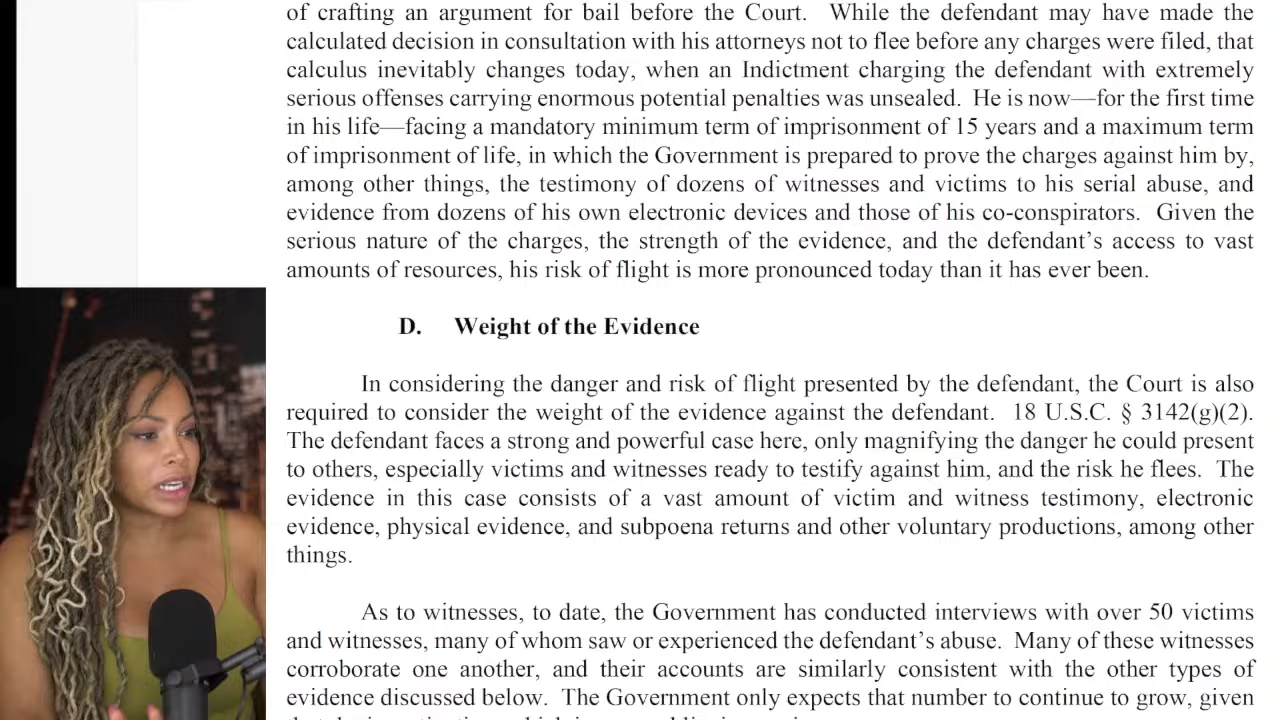 of crafting an argument for bail before the Court. While the defendant may have made the
calculated decision in consultation with his attorneys not to flee before any charges were filed, that
calculus inevitably changes today, when an Indictment charging the defendant with extremely
serious offenses carrying enormous potential penalties was unsealed. He is now—for the first time
in his life—facing a mandatory minimum term of imprisonment of 15 years and a maximum term
of imprisonment of life, in which the Government is prepared to prove the charges against him by,
among other things, the testimony of dozens of witnesses and victims to his serial abuse, and
evidence from dozens of his own electronic devices and those of his co-conspirators. Given the
serious nature of the charges, the strength of the evidence, and the defendant’s access to vast
amounts of resources, his risk of flight is more pronounced today than it has ever been.
D. Weight of the Evidence
In considering the danger and risk of flight presented by the defendant, the Court is also
required to consider the weight of the evidence against the defendant. 18 U.S.C. § 3142(g)(2).
The defendant faces a strong and powerful case here, only magnifying the danger he could present
to others, especially victims and witnesses ready to testify against him, and the risk he flees. The
evidence in this case consists of a vast amount of victim and witness testimony, electronic
evidence, physical evidence, and subpoena returns and other voluntary productions, among other
things.
As to witnesses, to date, the Government has conducted interviews with over 50 victims
and witnesses, many of whom saw or experienced the defendant’s abuse. Many of these witnesses
corroborate one another, and their accounts are similarly consistent with the other types of
evidence discussed below. The Government only expects that number to continue to grow, given